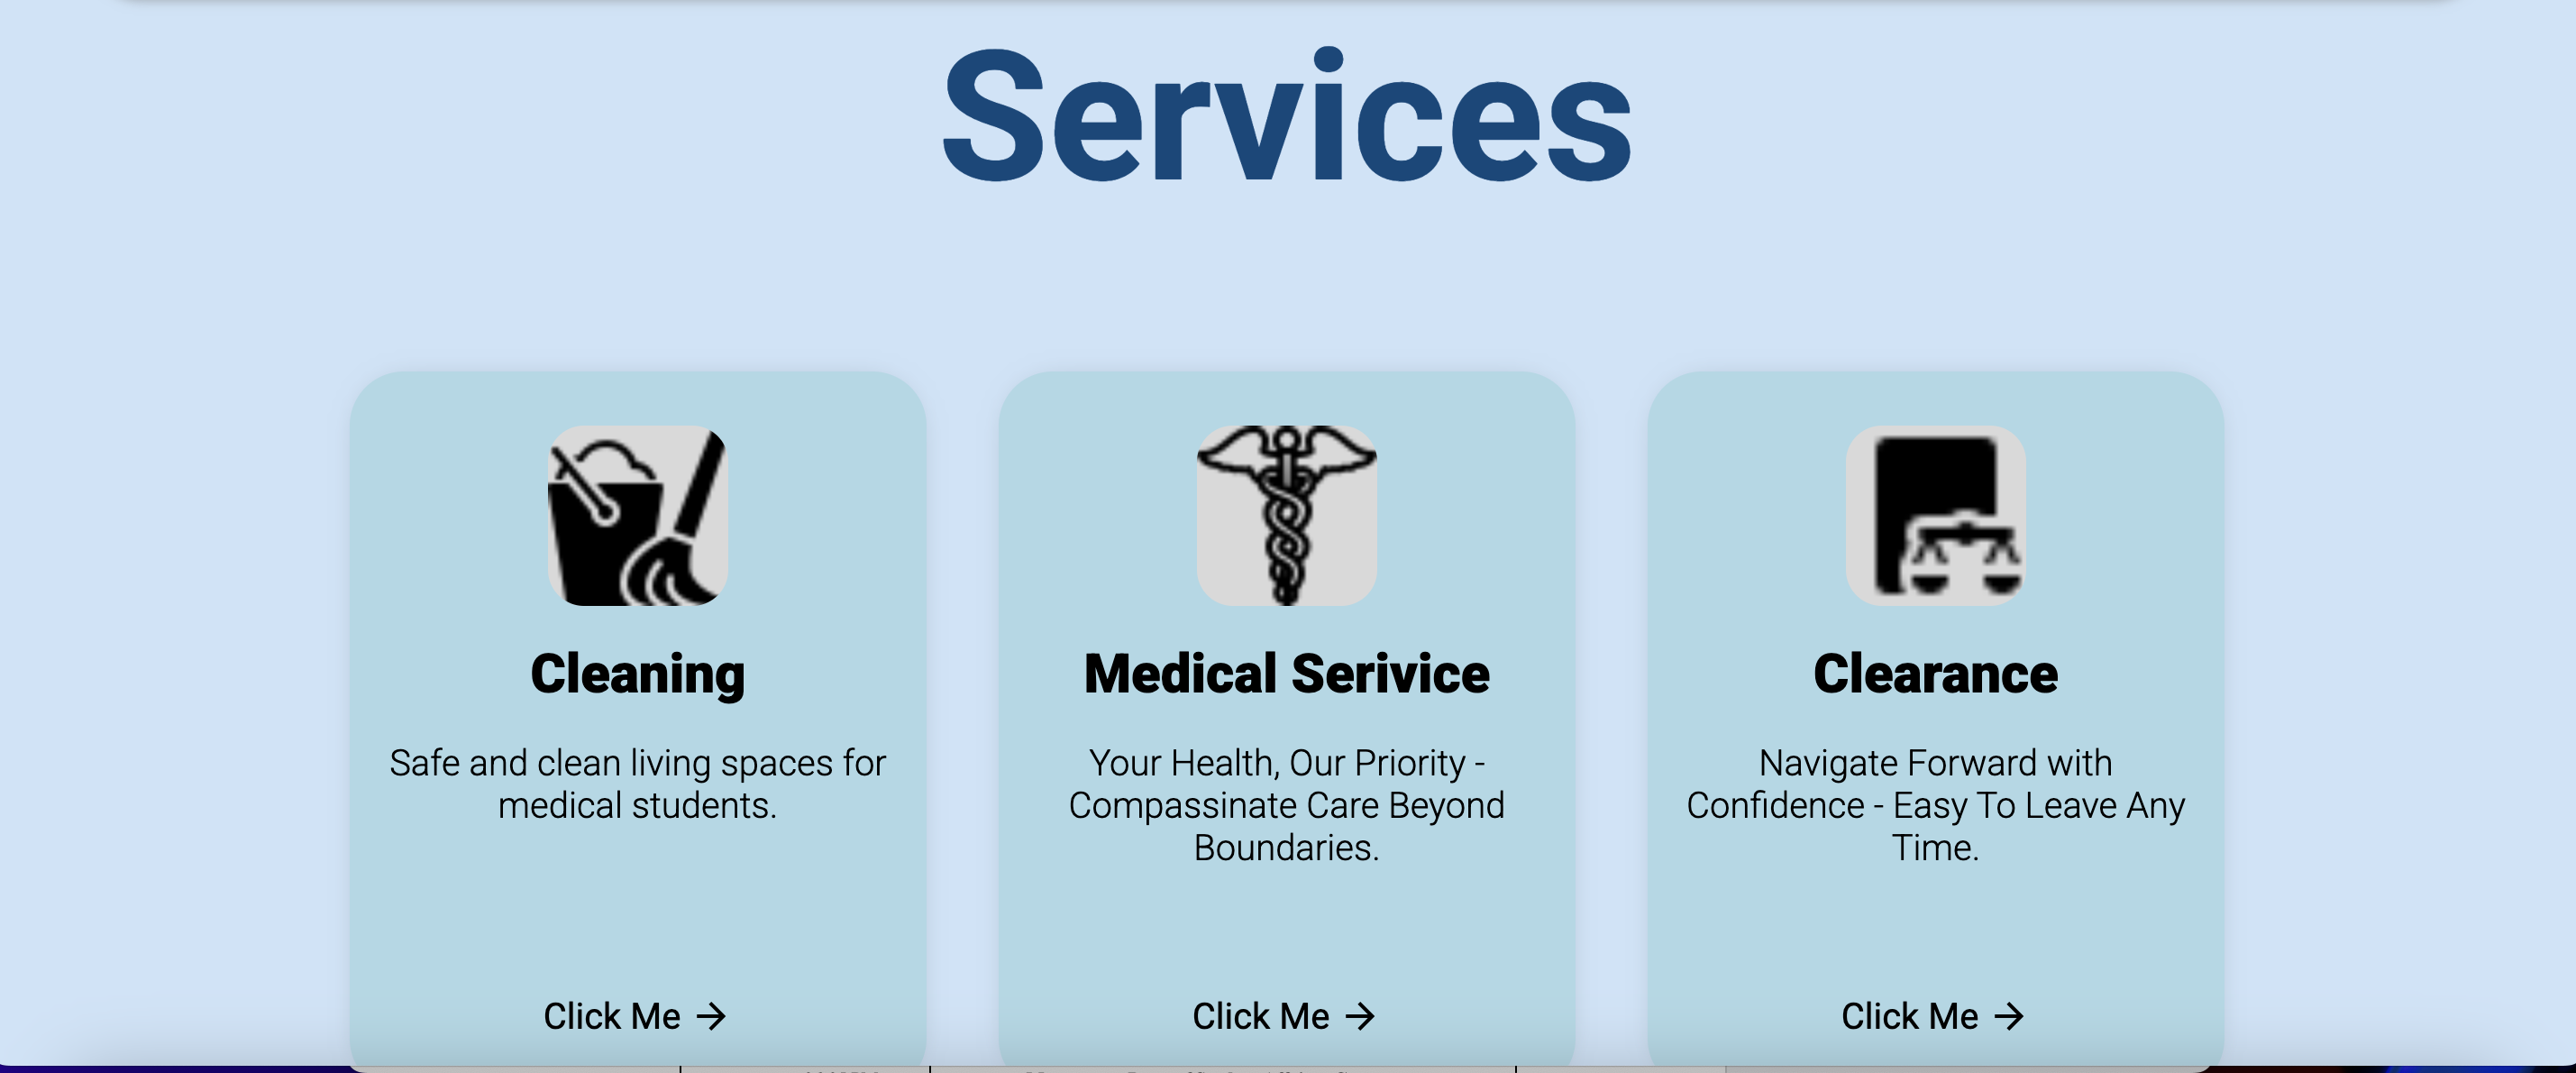 Services
Cleaning
Safe and clean living spaces for
medical students.
Click Me →
Medical Serivice
Your Health, Our Priority -
Compassinate Care Beyond
Boundaries.
Click Me →
Clearance
Navigate Forward with
Confidence - Easy To Leave Any
Time.
Click Me →